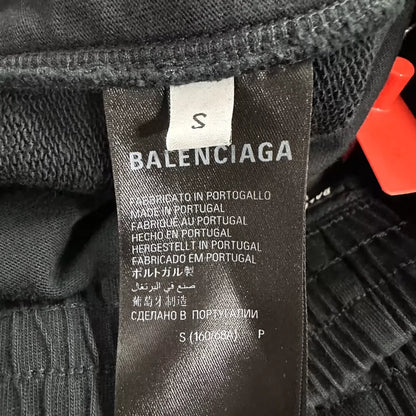 S
BALENCIAGA
FABBRICATO IN PORTOGALLO
MADE IN PORTUGAL
FABRIQUÉ AU PORTUGAL
HECHO EN PORTUGAL
HERGESTELLT IN PORTUGAL
FABRICADO EM PORTUGAL
ポルトガル製
صنع في البرتغال
葡萄牙制造
СДЕЛАНО В ПОРТУГАЛИИ
S (160/68A) P